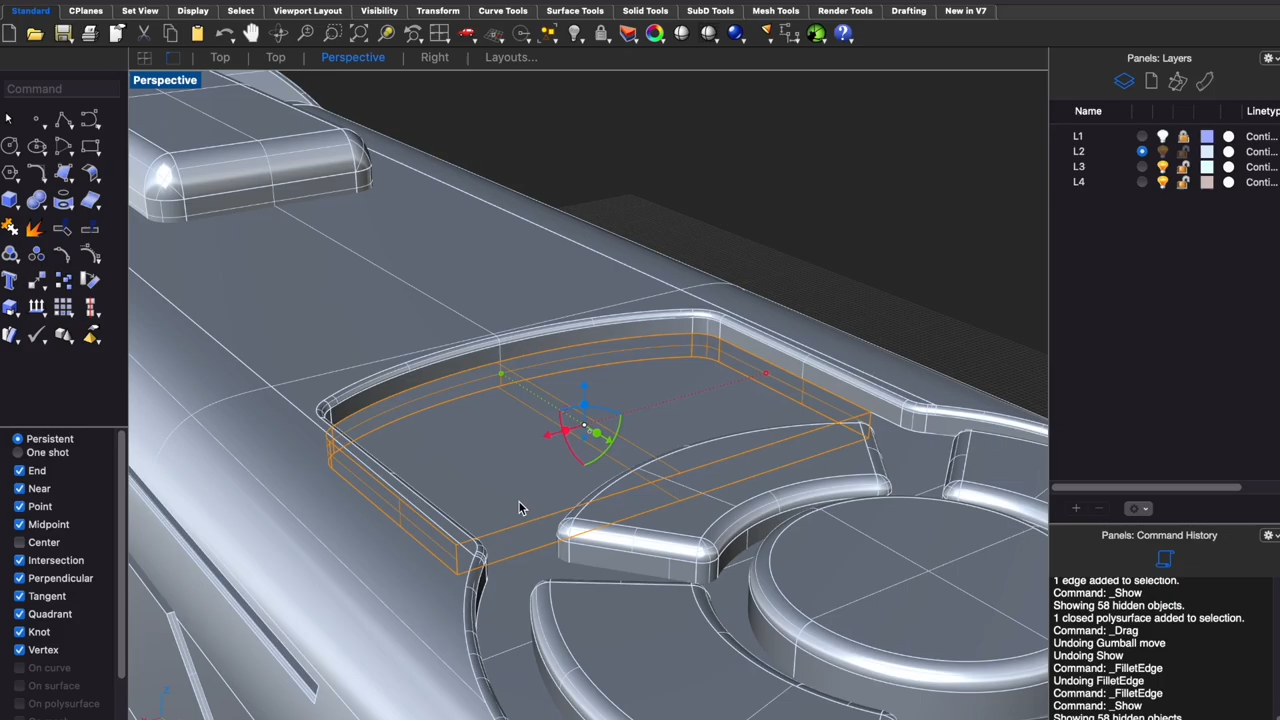 Standard CPlanes Set View Display Select Viewport Layout Visibility Transform Curve Tools Surface Tools Solid Tools SubD Tools Mesh Tools Render Tools Drafting New in V7
Top Top Perspective Right Layouts...
Perspective
Command
Persistent
One shot
End
Near
Point
Midpoint
Center
Intersection
Perpendicular
Tangent
Quadrant
Knot
Vertex
On curve
On surface
On polysurface
z
Panels: Layers
Name Linetyp
L1 Conti...
L2 Conti...
L3 Conti...
L4 Conti...
Panels: Command History
1 edge added to selection.
Command: _Show
Showing 58 hidden objects.
1 closed polysurface added to selection.
Command: _Drag
Undoing Gumball move
Undoing Show
Command: _FilletEdge
Undoing FilletEdge
Command: _FilletEdge
Command: _Show
Showing 58 hidden objects